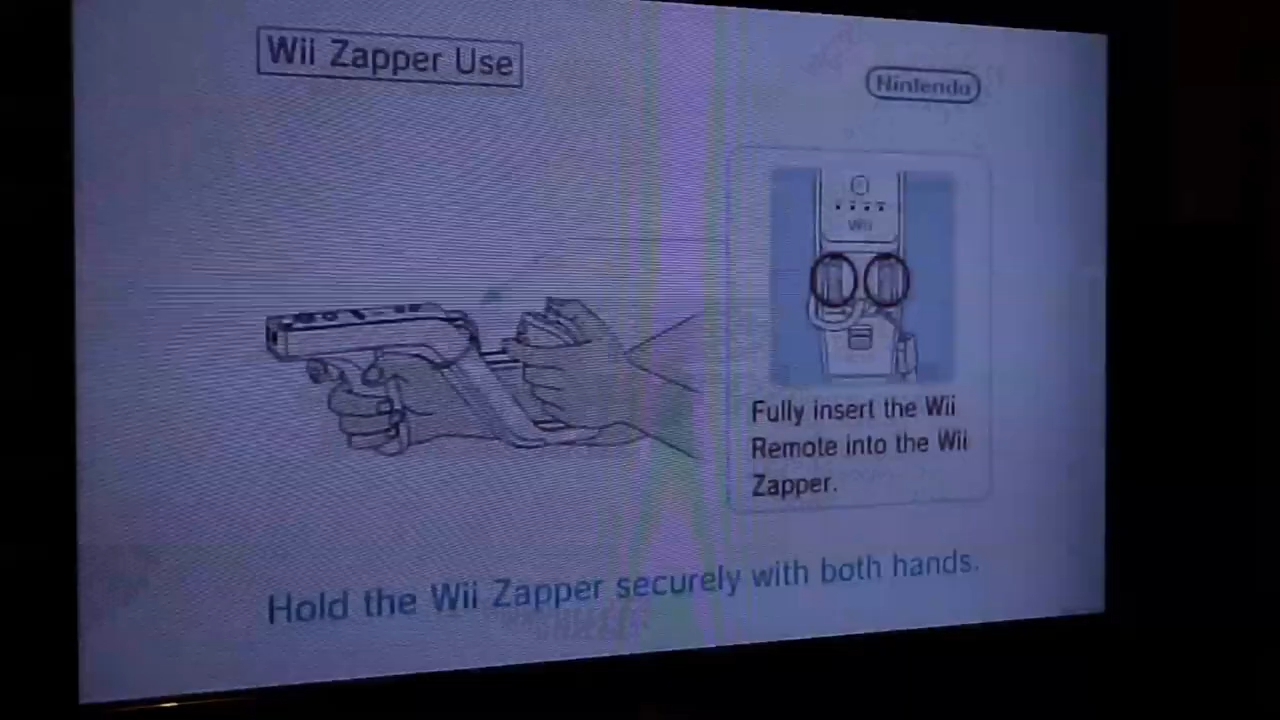 Wii Zapper Use
Nintendo
Wii
Fully insert the Wii
Remote into the Wii
Zapper.
Hold the Wii Zapper securely with both hands.